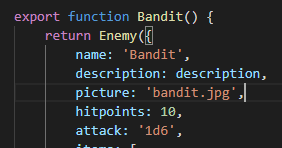 export function Bandit() {
    return Enemy({
        name: 'Bandit',
        description: description,
        picture: 'bandit.jpg',
        hitpoints: 10,
        attack: '1d6',
        items: [